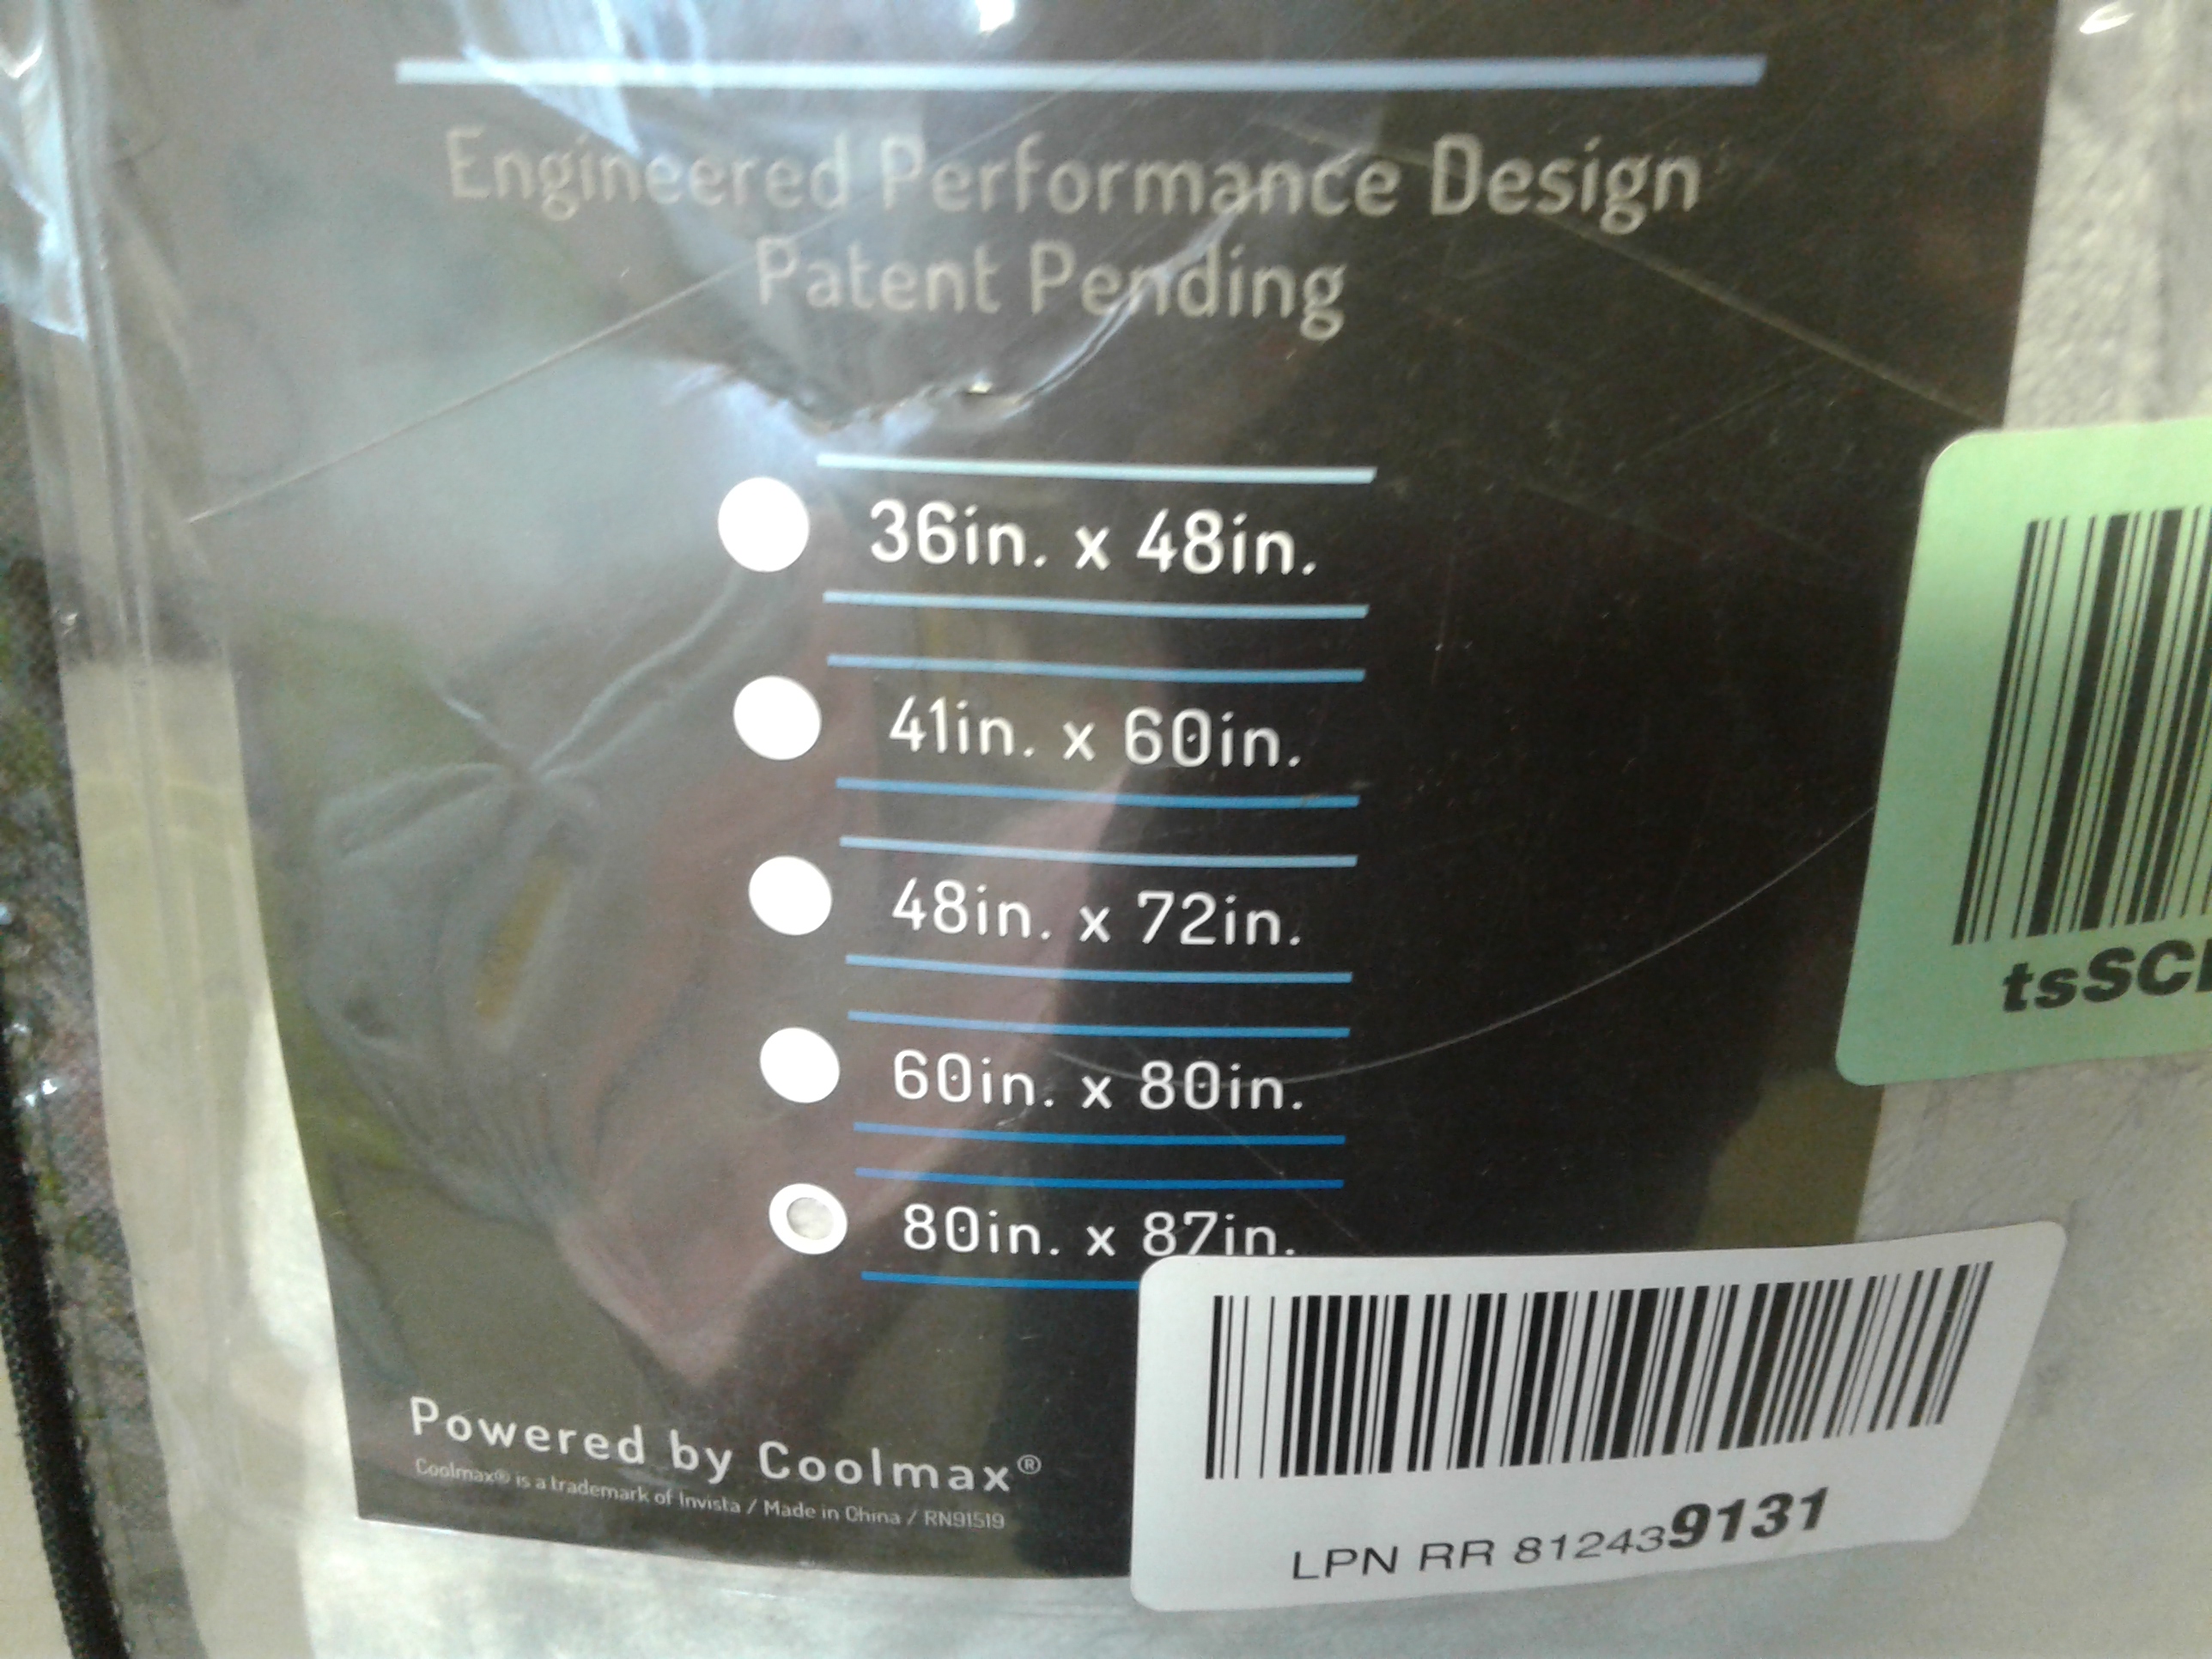 Engineered Performance Design
Patent Pending
36in. x 48in.
41in. x 60in.
48in. x 72in.
60in. x 80in.
80in. x 87in.
Powered by Coolmax®
Coolmax® is a trademark of Invista / Made in China / RN91519
LPN RR 812439131